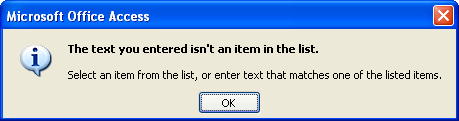 Microsoft Office Access
The text you entered isn't an item in the list.
Select an item from the list, or enter text that matches one of the listed items.
OK